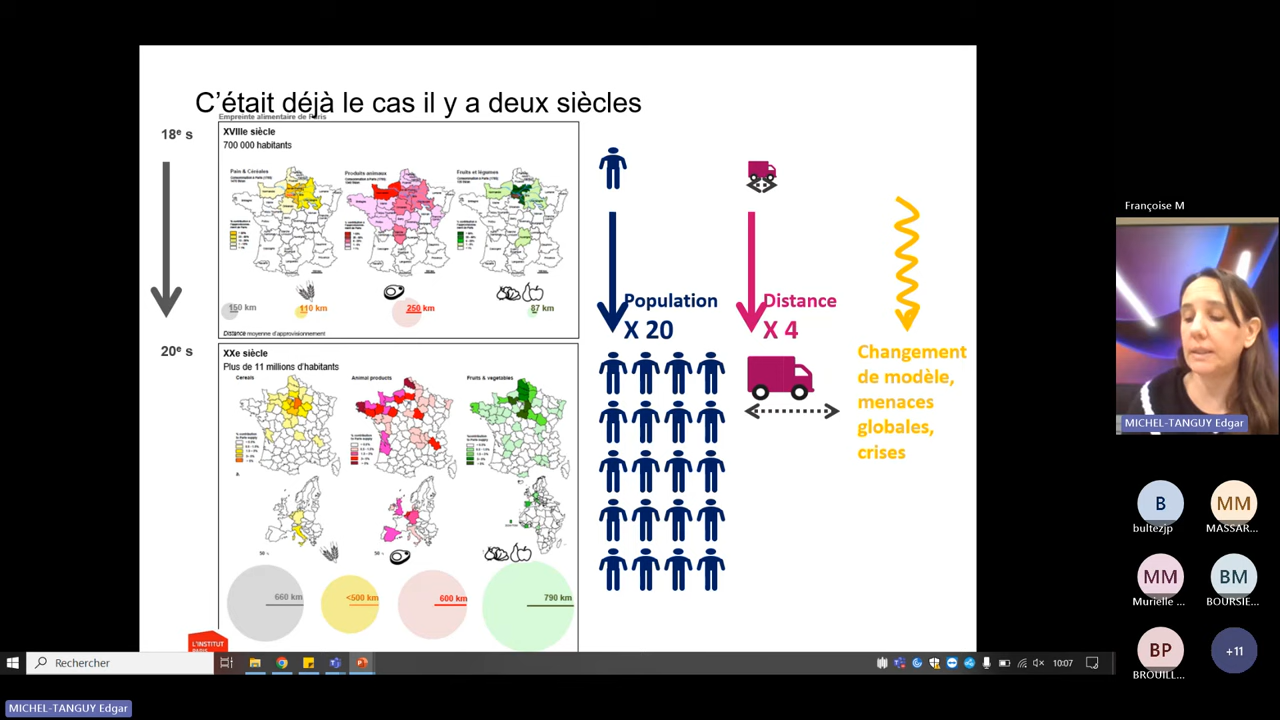 C'était déjà le cas il y a deux siècles
Empreinte alimentaire de Paris
18e s
XVIIIe siècle
700 000 habitants
Pain & Céréales
Produits animaux
Fruits et légumes
150 km
110 km
250 km
87 km
Distance moyenne d'approvisionnement
Population
X 20
Distance
X 4
20e s
XXe siècle
Plus de 11 millions d'habitants
Cereals
Animal products
Fruits & vegetables
660 km
<500 km
600 km
790 km
Changement
de modèle,
menaces
globales,
crises
L'INSTITUT
Rechercher
10:07
Françoise M
MICHEL-TANGUY Edgar
B
bultezjp
MM
MASSAR...
MM
Murielle ...
BM
BOURSIE...
BP
BROUILL...
+11
MICHEL-TANGUY Edgar